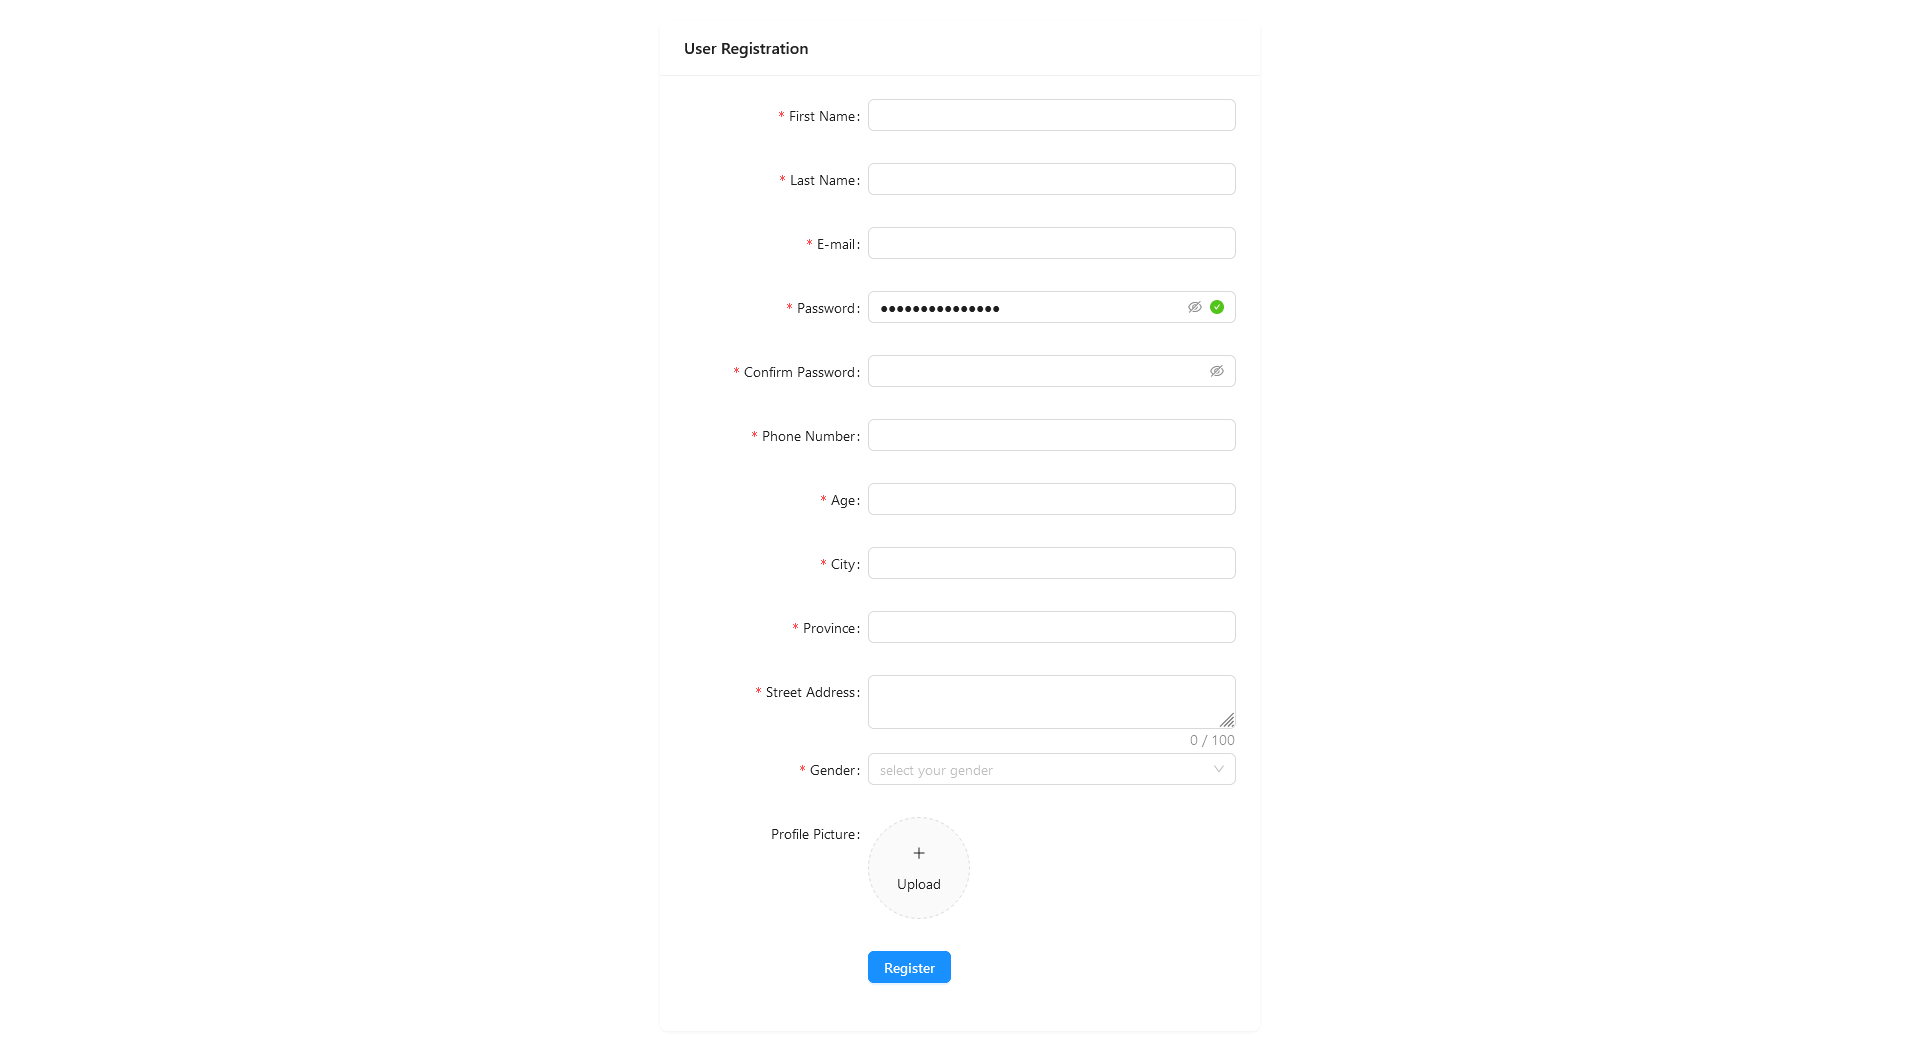 User Registration
* First Name:
* Last Name:
* E-mail:
* Password: ●●●●●●●●●●●●●●●
* Confirm Password:
* Phone Number:
* Age:
* City:
* Province:
* Street Address:
0 / 100
* Gender: select your gender
Profile Picture:
+
Upload
Register